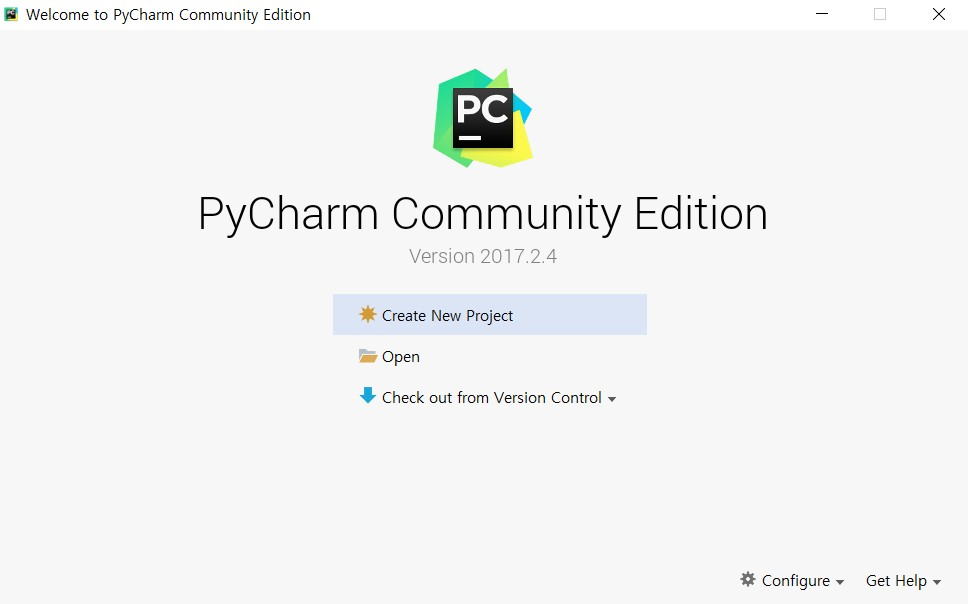 Welcome to PyCharm Community Edition
PC
PyCharm Community Edition
Version 2017.2.4
Create New Project
Open
Check out from Version Control
Configure
Get Help